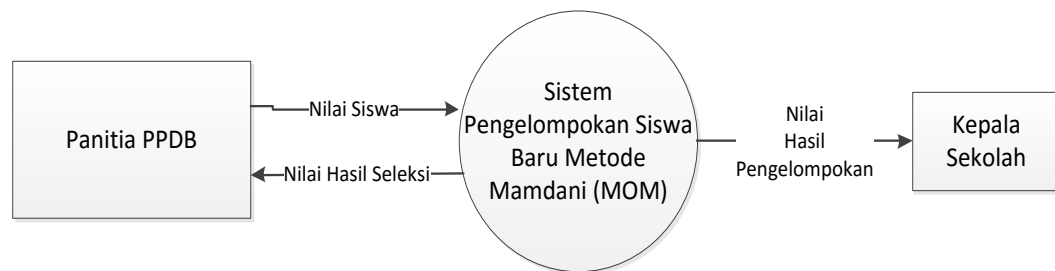 Panitia PPDB
Nilai Siswa
Nilai Hasil Seleksi
Sistem
Pengelompokan Siswa
Baru Metode
Mamdani (MOM)
Nilai
Hasil
Pengelompokan
Kepala
Sekolah